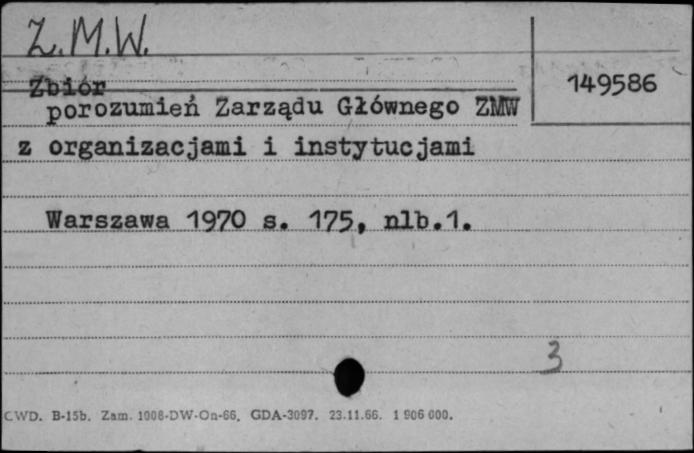 Z.M.W.
Zbiór
149586
porozumień Zarządu Głównego ZMW
z organizacjami i instytucjami
Warszawa 1970 s. 175, nlb.1.
3
CWD. B-15b. Zam. 1908-DW-On-66. GDA-3097. 23.11.66. 1 906 000.